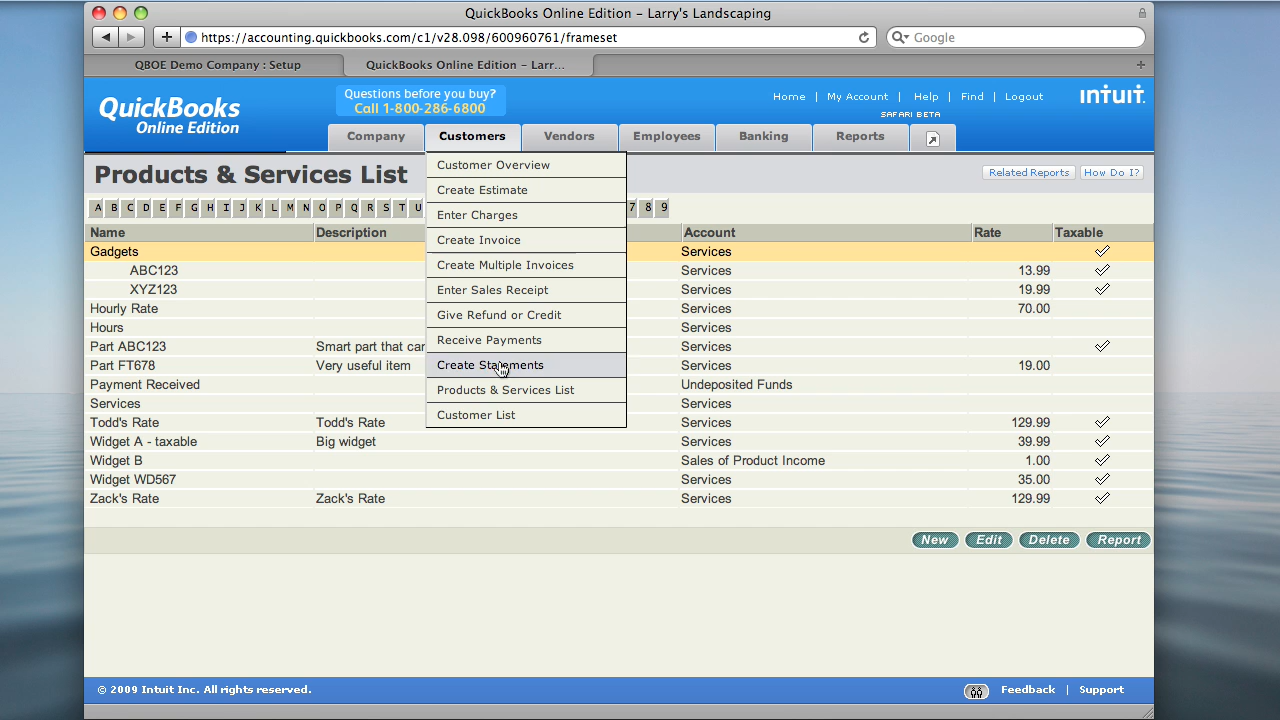 QuickBooks Online Edition – Larry's Landscaping
https://accounting.quickbooks.com/c1/v28.098/600960761/frameset
Google
QBOE Demo Company : Setup
QuickBooks Online Edition – Larr...
QuickBooks
Online Edition
Questions before you buy?
Call 1-800-286-6800
Home | My Account | Help | Find | Logout
SAFARI BETA
INTUIT.
Company
Customers
Vendors
Employees
Banking
Reports
Products & Services List
Related Reports
How Do I?
A B C D E F G H I J K L M N O P Q R S T U
7 8 9
Customer Overview
Create Estimate
Enter Charges
Create Invoice
Create Multiple Invoices
Enter Sales Receipt
Give Refund or Credit
Receive Payments
Create Statements
Products & Services List
Customer List
Name Description Account Rate Taxable
Gadgets Services
ABC123 Services 13.99
XYZ123 Services 19.99
Hourly Rate Services 70.00
Hours Services
Part ABC123 Smart part that car Services
Part FT678 Very useful item Services 19.00
Payment Received Undeposited Funds
Services Services
Todd's Rate Todd's Rate Services 129.99
Widget A - taxable Big widget Services 39.99
Widget B Sales of Product Income 1.00
Widget WD567 Services 35.00
Zack's Rate Zack's Rate Services 129.99
New
Edit
Delete
Report
© 2009 Intuit Inc. All rights reserved.
Feedback | Support